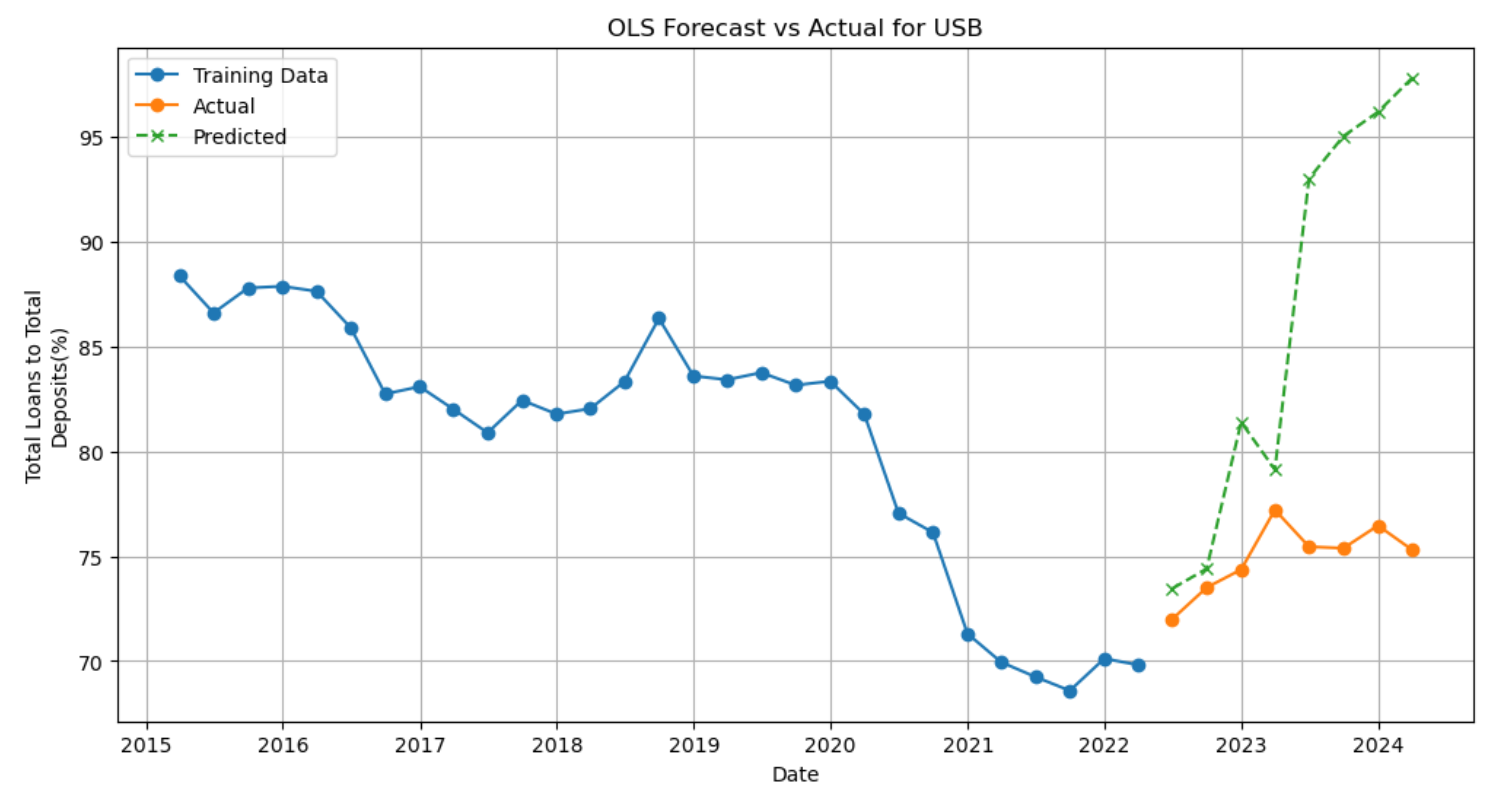 OLS Forecast vs Actual for USB
Training Data
Actual
Predicted
95
90
85
80
75
70
Total Loans to Total
Deposits(%)
2015 2016 2017 2018 2019 2020 2021 2022 2023 2024
Date